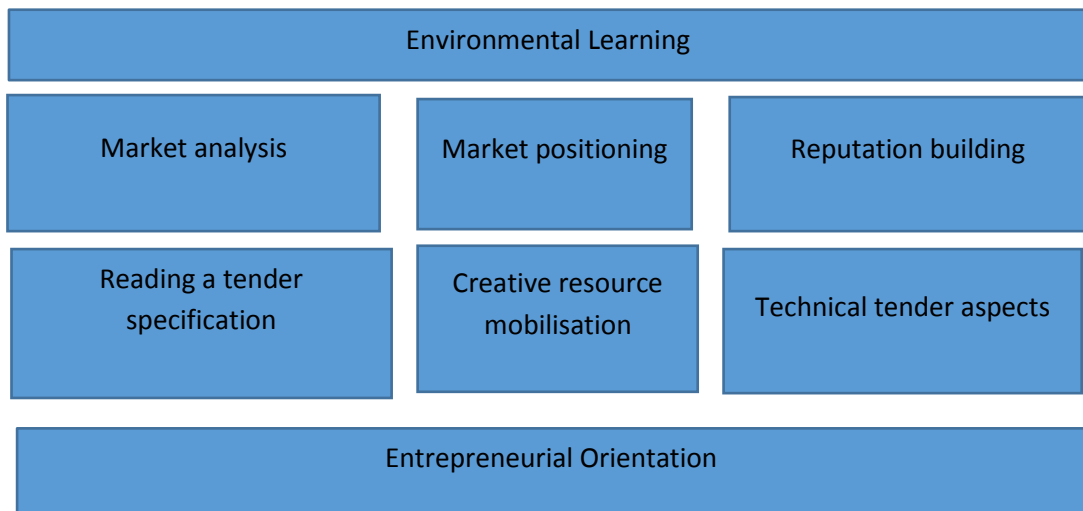 Environmental Learning
Market analysis
Market positioning
Reputation building
Reading a tender
specification
Creative resource
mobilisation
Technical tender aspects
Entrepreneurial Orientation